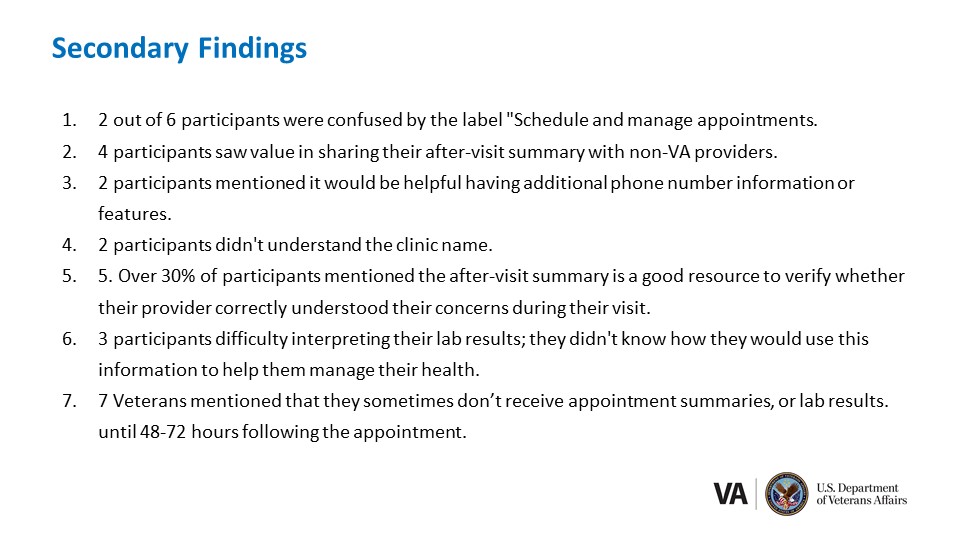 Secondary Findings
1. 2 out of 6 participants were confused by the label "Schedule and manage appointments.
2. 4 participants saw value in sharing their after-visit summary with non-VA providers.
3. 2 participants mentioned it would be helpful having additional phone number information or
features.
4. 2 participants didn't understand the clinic name.
5. 5. Over 30% of participants mentioned the after-visit summary is a good resource to verify whether
their provider correctly understood their concerns during their visit.
6. 3 participants difficulty interpreting their lab results; they didn't know how they would use this
information to help them manage their health.
7. 7 Veterans mentioned that they sometimes don’t receive appointment summaries, or lab results.
until 48-72 hours following the appointment.
VA
U.S. Department
of Veterans Affairs